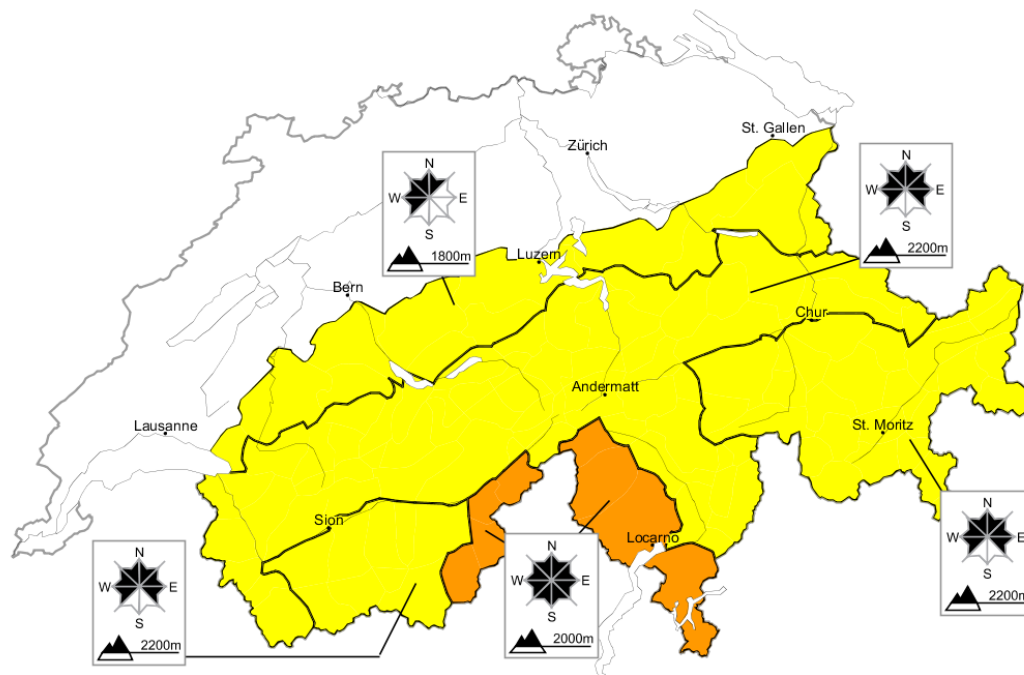 St. Gallen
Zürich
N
W E
S
1800m
N
W E
S
2200m
Luzern
Bern
Chur
Andermatt
Lausanne
St. Moritz
Sion
Locarno
N
W E
S
2200m
N
W E
S
2000m
N
W E
S
2200m